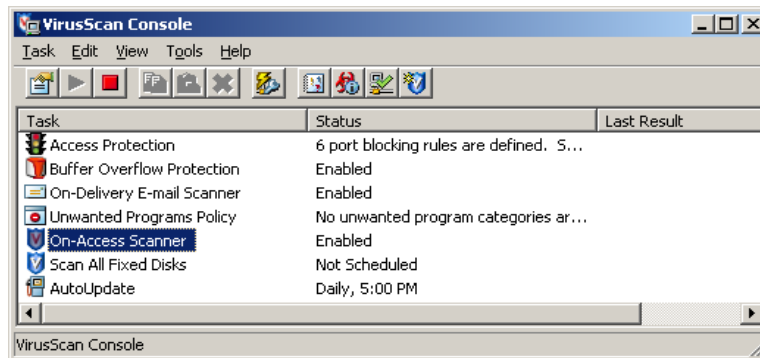 VirusScan Console
Task Edit View Tools Help
Task Status Last Result
Access Protection 6 port blocking rules are defined. S...
Buffer Overflow Protection Enabled
On-Delivery E-mail Scanner Enabled
Unwanted Programs Policy No unwanted program categories ar...
On-Access Scanner Enabled
Scan All Fixed Disks Not Scheduled
AutoUpdate Daily, 5:00 PM
VirusScan Console